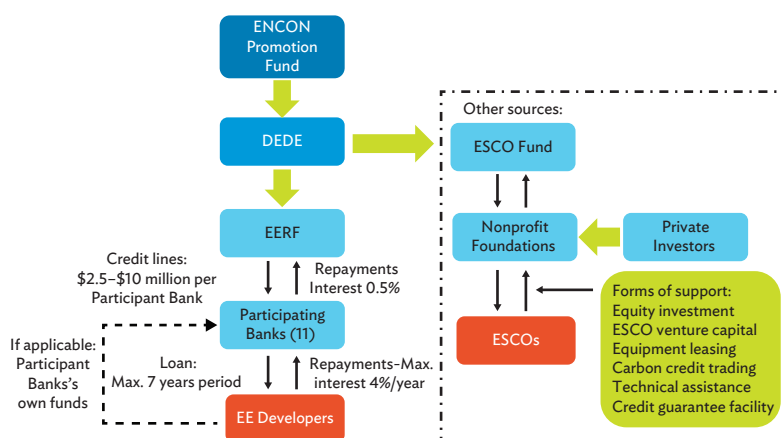 ENCON
Promotion
Fund
DEDE
EERF
Credit lines:
$2.5–$10 million per
Participant Bank
Repayments
Interest 0.5%
Participating
Banks (11)
If applicable:
Participant
Banks's
own funds
Loan:
Max. 7 years period
Repayments–Max.
interest 4%/year
EE Developers
Other sources:
ESCO Fund
Nonprofit
Foundations
Private
Investors
ESCOs
Forms of support:
Equity investment
ESCO venture capital
Equipment leasing
Carbon credit trading
Technical assistance
Credit guarantee facility